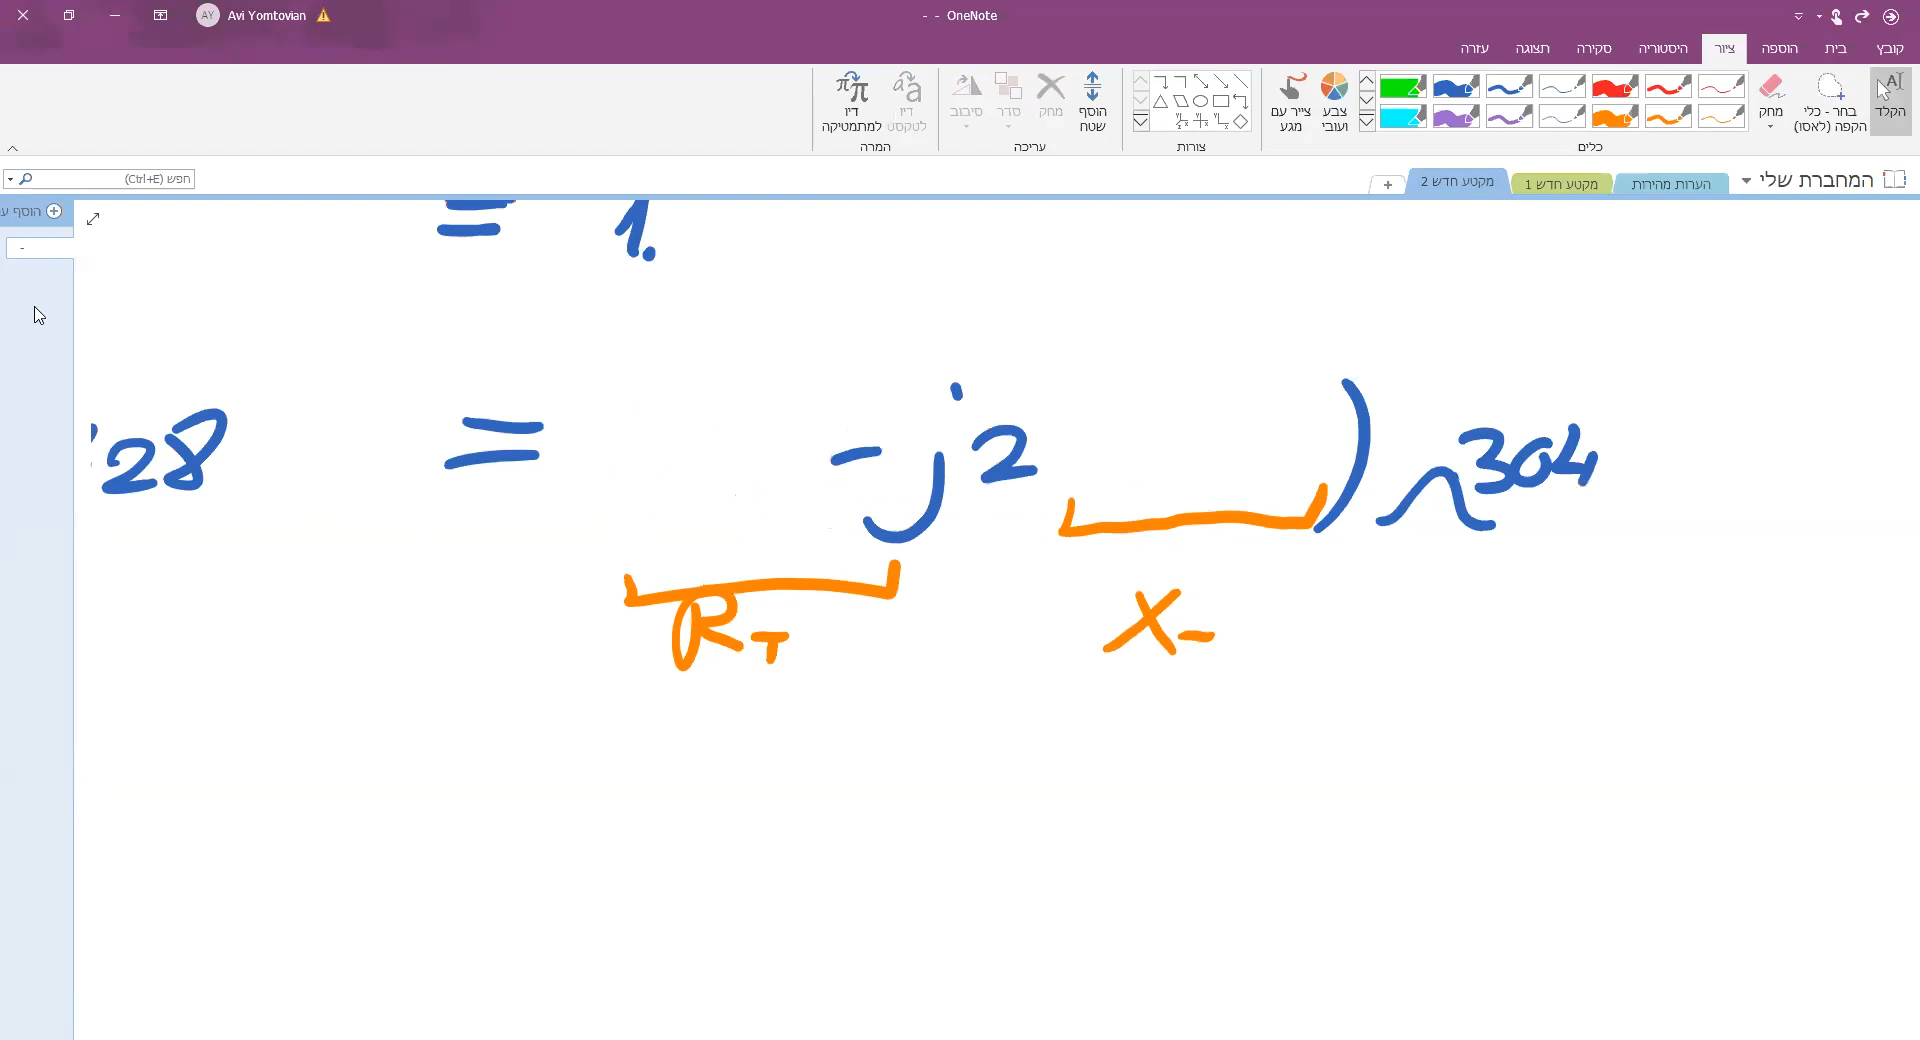 Avi Yomtovian AY
- - OneNote
קובץ בית הוספה ציור היסטוריה סקירה תצוגה עזרה
הקלד
בחר - כלי הקפה (לאסו)
מחק
כלים
צבע ועובי
צייר עם מגע
צורות
הוסף שטח
מחק
סדר
סיבוב
עריכה
דיו לטקסט
דיו למתמטיקה
המרה
המחברת שלי
הערות מהירות
מקטע חדש 1
מקטע חדש 2
חפש (Ctrl+E)
הוסף
-
= 1.
28 = - j2 ) 304
R T X